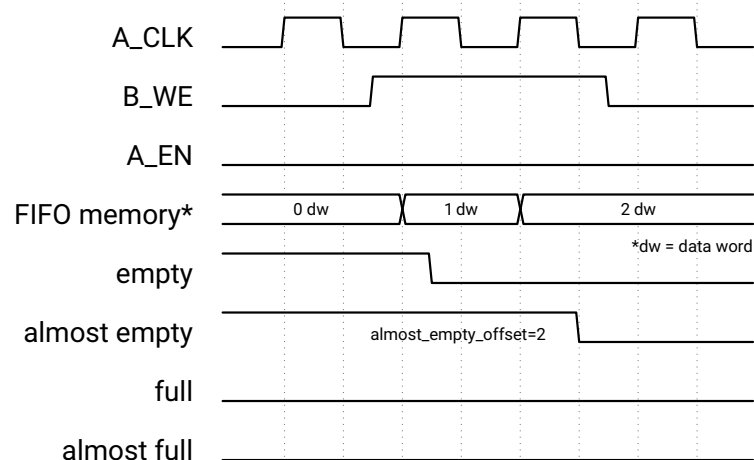 A_CLK
B_WE
A_EN
FIFO memory* 0 dw 1 dw 2 dw
*dw = data word
empty
almost empty almost_empty_offset=2
full
almost full